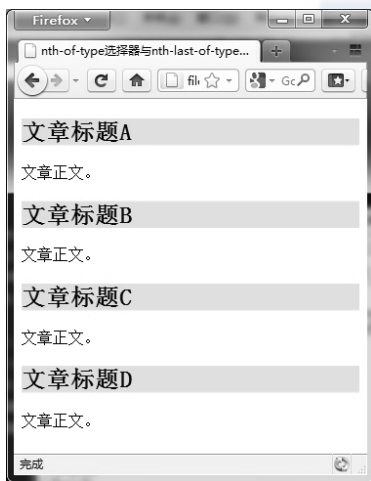 Firefox
nth-of-type选择器与nth-last-of-type...
fil
Gc
文章标题A
文章正文。
文章标题B
文章正文。
文章标题C
文章正文。
文章标题D
文章正文。
完成